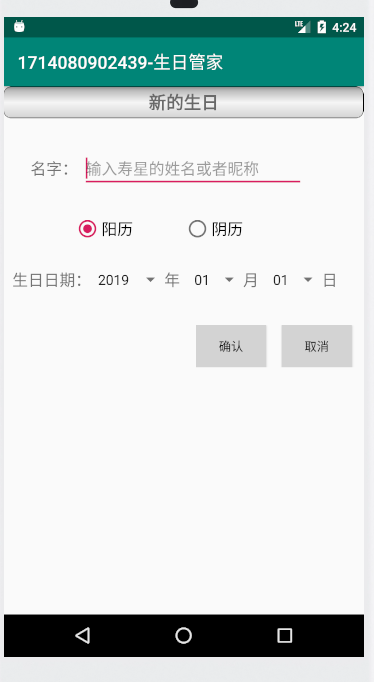 LTE 4:24
1714080902439-生日管家
新的生日
名字： 输入寿星的姓名或者昵称
阳历 阴历
生日日期： 2019 年 01 月 01 日
确认 取消